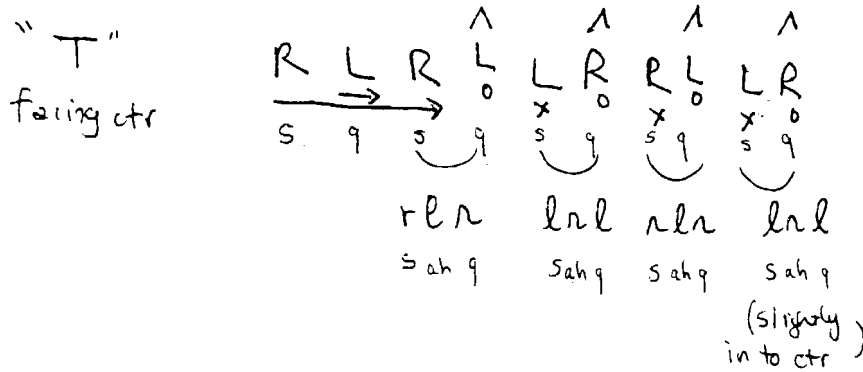 "T"
facing ctr
^ ^ ^ ^
R L R L L R R L L R
o x o x o x o
s q s q s q s q s q
rlr lrl rlr lrl
s ah q s ah q s ah q s ah q
(slightly
in to ctr)